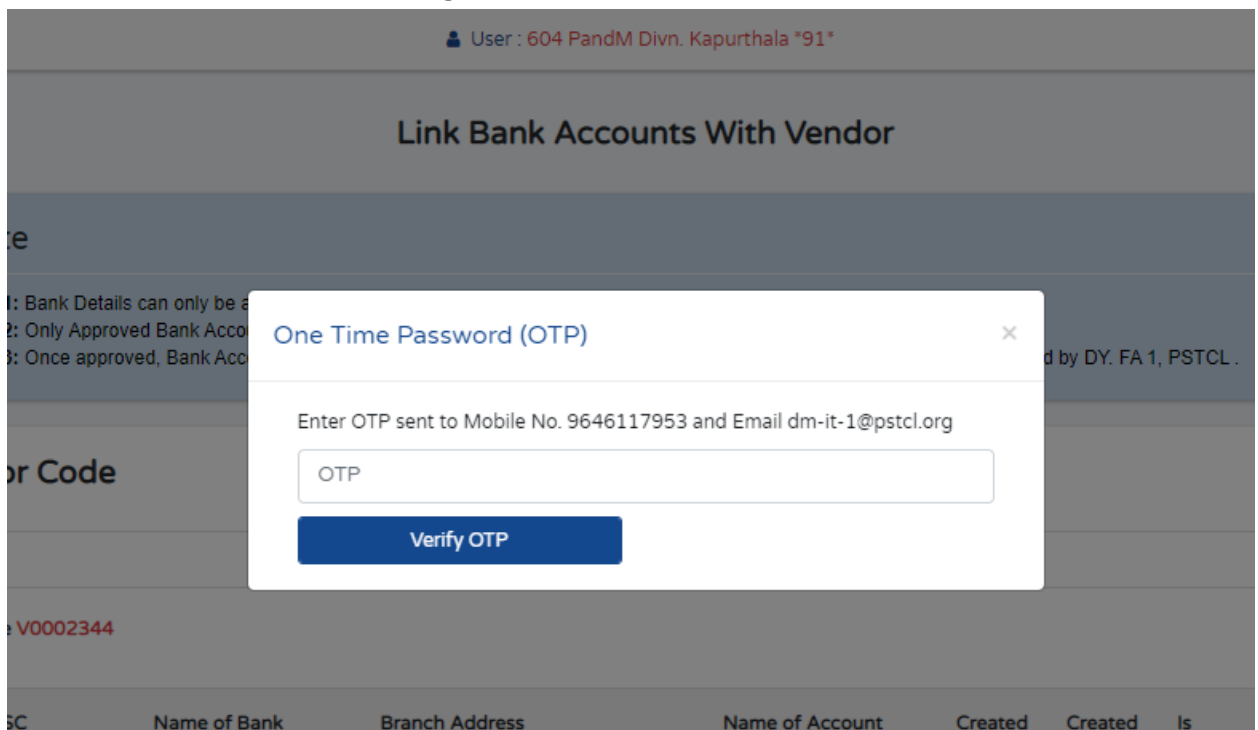 User : 604 PandM Divn. Kapurthala "91"
Link Bank Accounts With Vendor
te
1: Bank Details can only be a
2: Only Approved Bank Acco
3: Once approved, Bank Acc
d by DY. FA 1, PSTCL .
One Time Password (OTP)
×
Enter OTP sent to Mobile No. 9646117953 and Email dm-it-1@pstcl.org
OTP
Verify OTP
or Code
e V0002344
SC Name of Bank Branch Address Name of Account Created Created Is